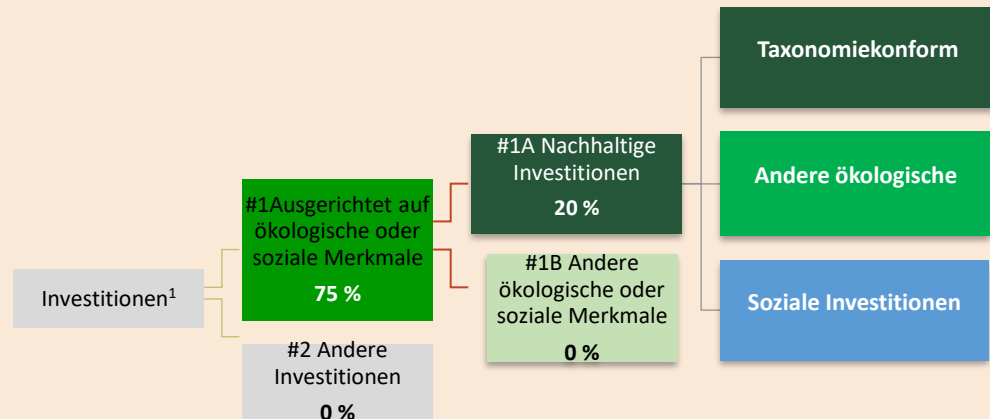 Investitionen¹
#1Ausgerichtet auf
ökologische oder
soziale Merkmale
75 %
#2 Andere
Investitionen
0 %
#1A Nachhaltige
Investitionen
20 %
#1B Andere
ökologische oder
soziale Merkmale
0 %
Taxonomiekonform
Andere ökologische
Soziale Investitionen